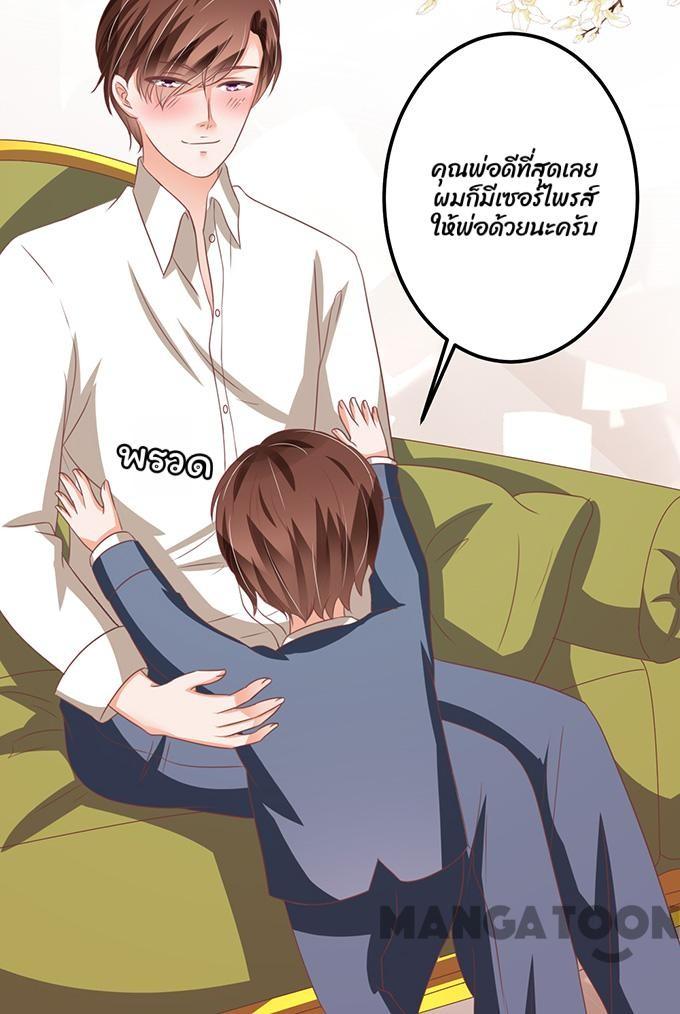 คุณพ่อดีที่สุดเลย
ผมก็มีเซอร์ไพรส์
ให้พ่อด้วยนะครับ
พรวด
MANGATOON